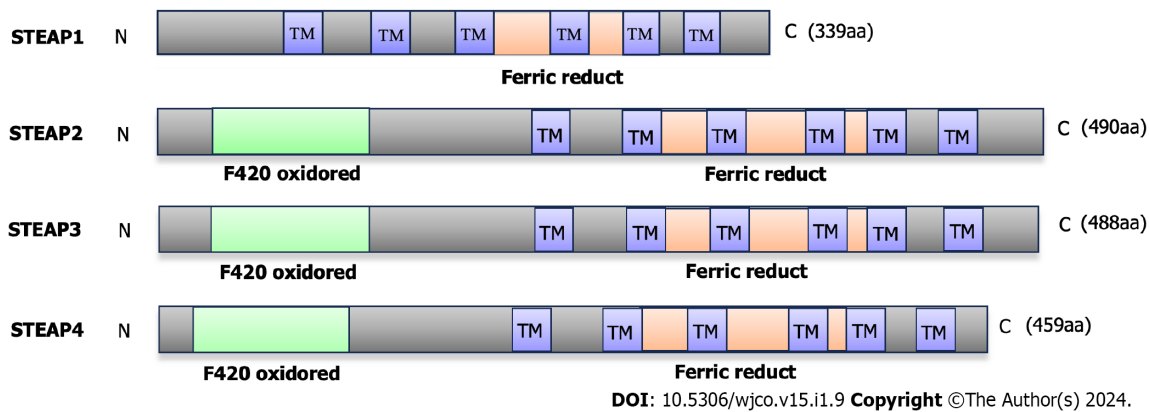 STEAP1 N TM TM TM TM TM TM C (339aa)
Ferric reduct
STEAP2 N TM TM TM TM TM TM C (490aa)
F420 oxidored Ferric reduct
STEAP3 N TM TM TM TM TM TM C (488aa)
F420 oxidored Ferric reduct
STEAP4 N TM TM TM TM TM TM C (459aa)
F420 oxidored Ferric reduct
DOI: 10.5306/wjco.v15.i1.9 Copyright ©The Author(s) 2024.